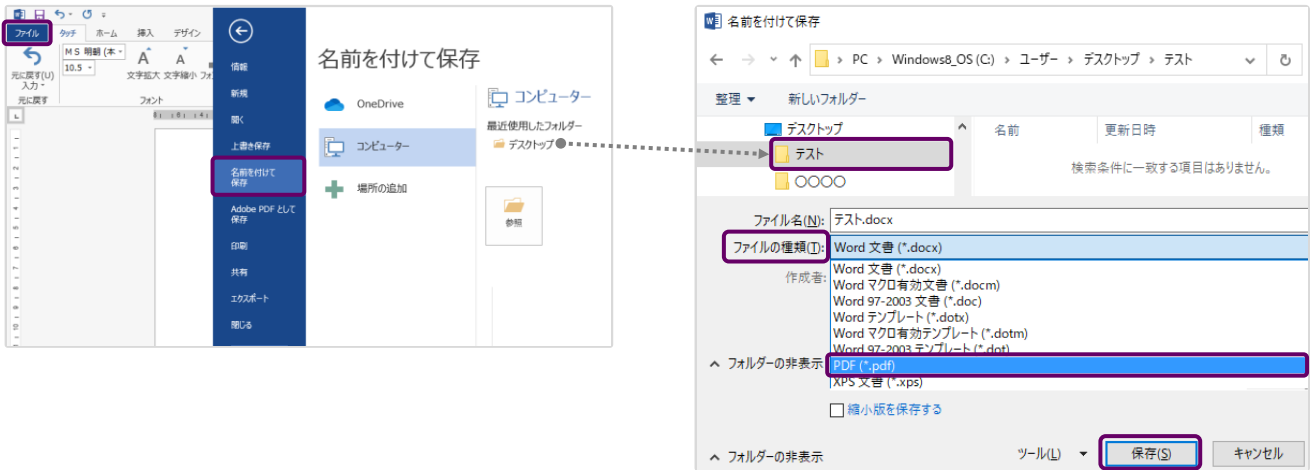 ファイル タッチ ホーム 挿入 デザイン
MS 明朝 (本
10.5
元に戻す(U)
入力
文字拡大 文字縮小 フォ
元に戻す
フォント
情報
新規
開く
上書き保存
名前を付けて
保存
Adobe PDF として
保存
印刷
共有
エクスポート
閉じる
名前を付けて保存
OneDrive
コンピューター
場所の追加
コンピューター
最近使用したフォルダー
デスクトップ
参照
名前を付けて保存
PC › Windows8_OS (C:) › ユーザー › デスクトップ › テスト
整理 新しいフォルダー
デスクトップ
テスト
〇〇〇〇
名前 更新日時 種類
検索条件に一致する項目はありません。
ファイル名(N): テスト.docx
ファイルの種類(T): Word 文書 (*.docx)
作成者:
Word 文書 (*.docx)
Word マクロ有効文書 (*.docm)
Word 97-2003 文書 (*.doc)
Word テンプレート (*.dotx)
Word マクロ有効テンプレート (*.dotm)
Word 97-2003 テンプレート (*.dot)
フォルダーの非表示
PDF (*.pdf)
XPS 文書 (*.xps)
縮小版を保存する
フォルダーの非表示 ツール(L) 保存(S) キャンセル